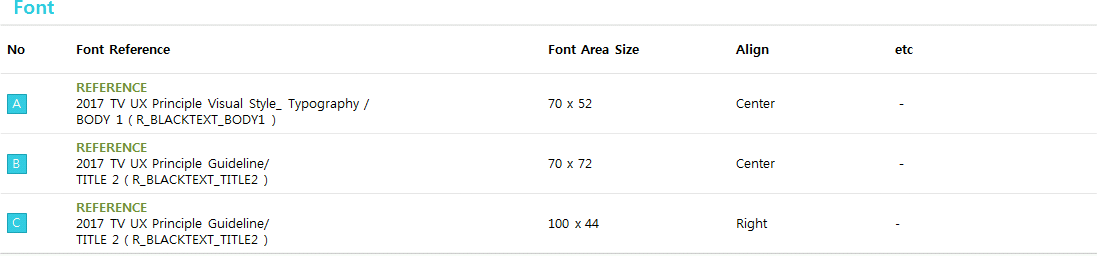 Font
No Font Reference Font Area Size Align etc
REFERENCE
A 2017 TV UX Principle Visual Style_ Typography / 70 x 52 Center -
BODY 1 ( R_BLACKTEXT_BODY1 )
REFERENCE
B 2017 TV UX Principle Guideline/ 70 x 72 Center -
TITLE 2 ( R_BLACKTEXT_TITLE2 )
REFERENCE
C 2017 TV UX Principle Guideline/ 100 x 44 Right -
TITLE 2 ( R_BLACKTEXT_TITLE2 )